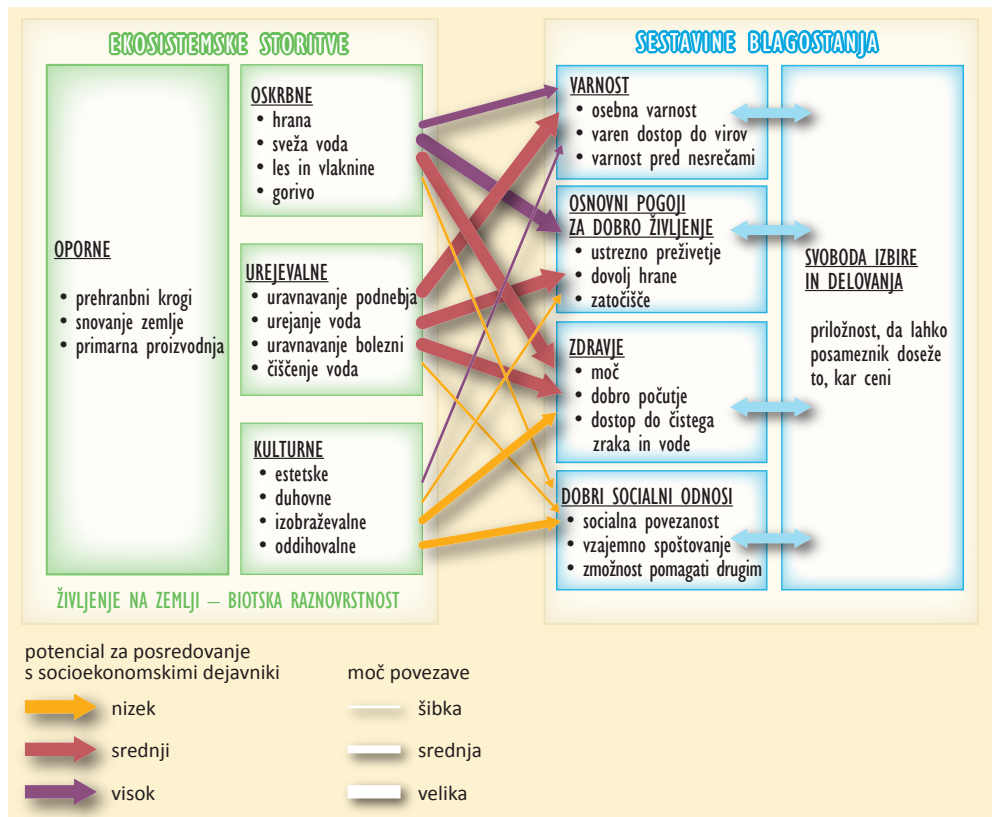 EKOSISTEMSKE STORITVE
OPORNE
• prehranbni krogi
• snovanje zemlje
• primarna proizvodnja
OSKRBNE
• hrana
• sveža voda
• les in vlaknine
• gorivo
UREJEVALNE
• uravnavanje podnebja
• urejanje voda
• uravnavanje bolezni
• čiščenje voda
KULTURNE
• estetske
• duhovne
• izobraževalne
• oddihovalne
ŽIVLJENJE NA ZEMLJI – BIOTSKA RAZNOVRSTNOST
SESTAVINE BLAGOSTANJA
VARNOST
• osebna varnost
• varen dostop do virov
• varnost pred nesrečami
OSNOVNI POGOJI
ZA DOBRO ŽIVLJENJE
• ustrezno preživetje
• dovolj hrane
• zatočišče
ZDRAVJE
• moč
• dobro počutje
• dostop do čistega
zraka in vode
DOBRI SOCIALNI ODNOSI
• socialna povezanost
• vzajemno spoštovanje
• zmožnost pomagati drugim
SVOBODA IZBIRE
IN DELOVANJA
priložnost, da lahko
posameznik doseže
to, kar ceni
potencial za posredovanje
s socioekonomskimi dejavniki
nizek
srednji
visok
moč povezave
šibka
srednja
velika